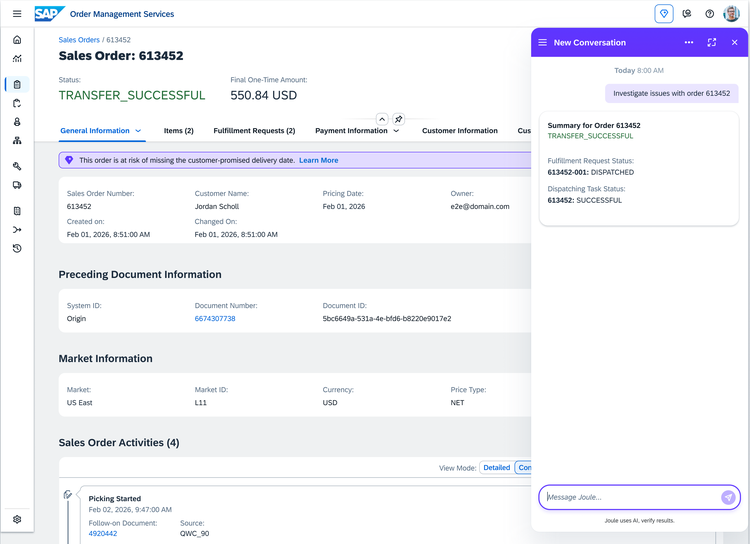 SAP Order Management Services
Sales Orders / 613452
Sales Order: 613452
Status:
TRANSFER_SUCCESSFUL
Final One-Time Amount:
550.84 USD
General Information
Items (2)
Fulfillment Requests (2)
Payment Information
Customer Information
Cus
This order is at risk of missing the customer-promised delivery date. Learn More
Sales Order Number:
613452
Customer Name:
Jordan Scholl
Pricing Date:
Feb 01, 2026
Owner:
e2e@domain.com
Created on:
Feb 01, 2026, 8:51:00 AM
Changed On:
Feb 01, 2026, 8:51:00 AM
Preceding Document Information
System ID:
Origin
Document Number:
6674307738
Document ID:
5bc6649a-531a-4e-bfd6-b8220e9017e2
Market Information
Market:
US East
Market ID:
L11
Currency:
USD
Price Type:
NET
Sales Order Activities (4)
View Mode: Detailed Con
Picking Started
Feb 02, 2026, 9:47:00 AM
Follow-on Document:
4920442
Source:
QWC_90
New Conversation
Today 8:00 AM
Investigate issues with order 613452
Summary for Order 613452
TRANSFER_SUCCESSFUL
Fulfillment Request Status:
613452-001: DISPATCHED
Dispatching Task Status:
613452: SUCCESSFUL
Message Joule...
Joule uses AI, verify results.